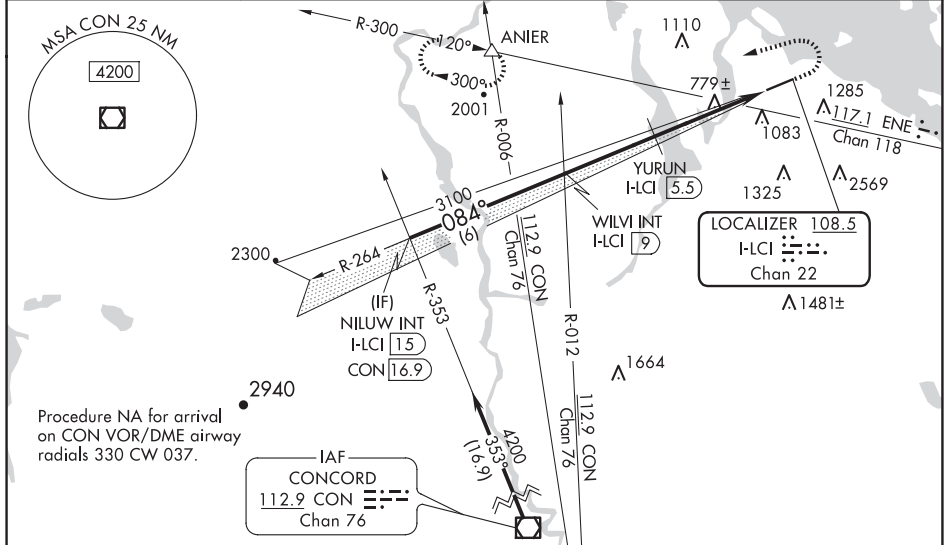 MSA CON 25 NM
4200
R-300
120°
ANIER
300°
2001
R-006
1110
779±
1285
117.1 ENE
Chan 118
1083
1325
2569
YURUN
I-LCI 5.5
WILVI INT
I-LCI 9
LOCALIZER 108.5
I-LCI
Chan 22
1481±
3100
084°
(6)
2300
R-264
(IF)
NILUW INT
I-LCI 15
CON 16.9
R-353
112.9 CON
Chan 76
R-012
112.9 CON
Chan 76
1664
2940
Procedure NA for arrival
on CON VOR/DME airway
radials 330 CW 037.
4200
353°
(16.9)
IAF
CONCORD
112.9 CON
Chan 76